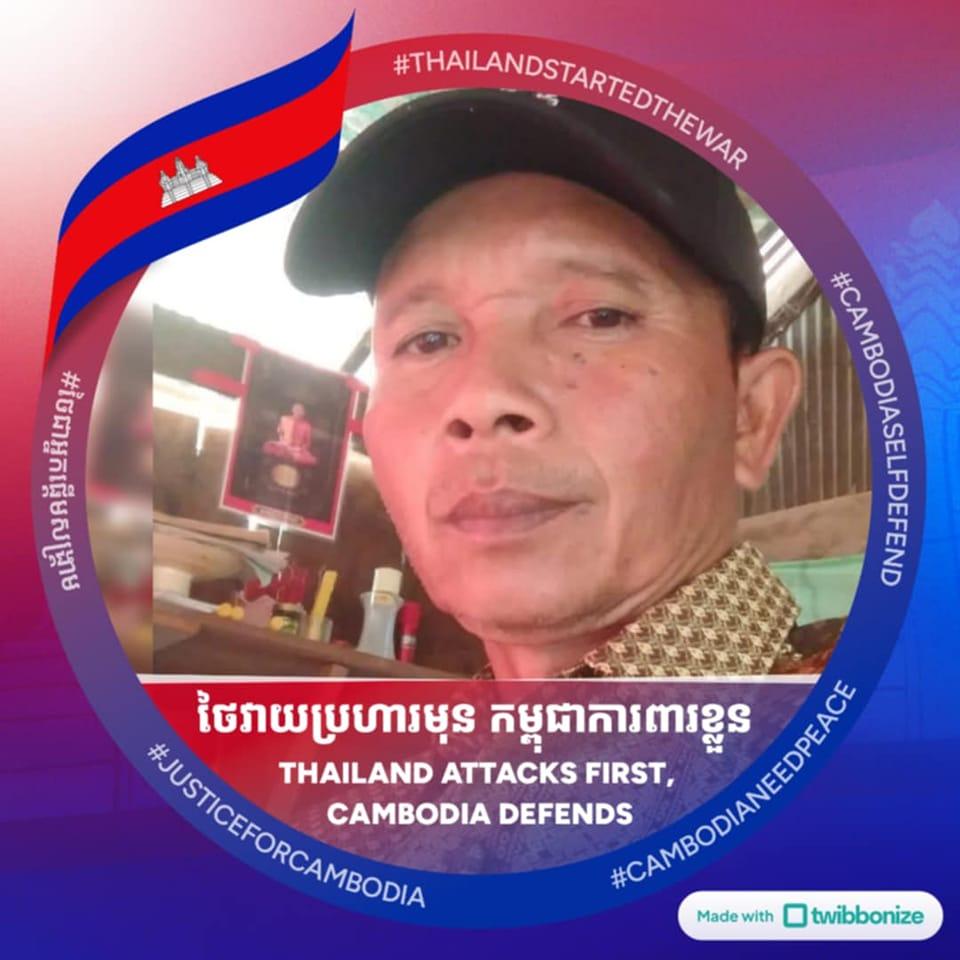 #THAILANDSTARTEDTHEWAR
#CAMBODIASELFDEFEND
ថៃវាយប្រហារមុន កម្ពុជាការពារខ្លួន
THAILAND ATTACKS FIRST,
CAMBODIA DEFENDS
#JUSTICEFORCAMBODIA
#CAMBODIANEEDPEACE
Made with twibbonize